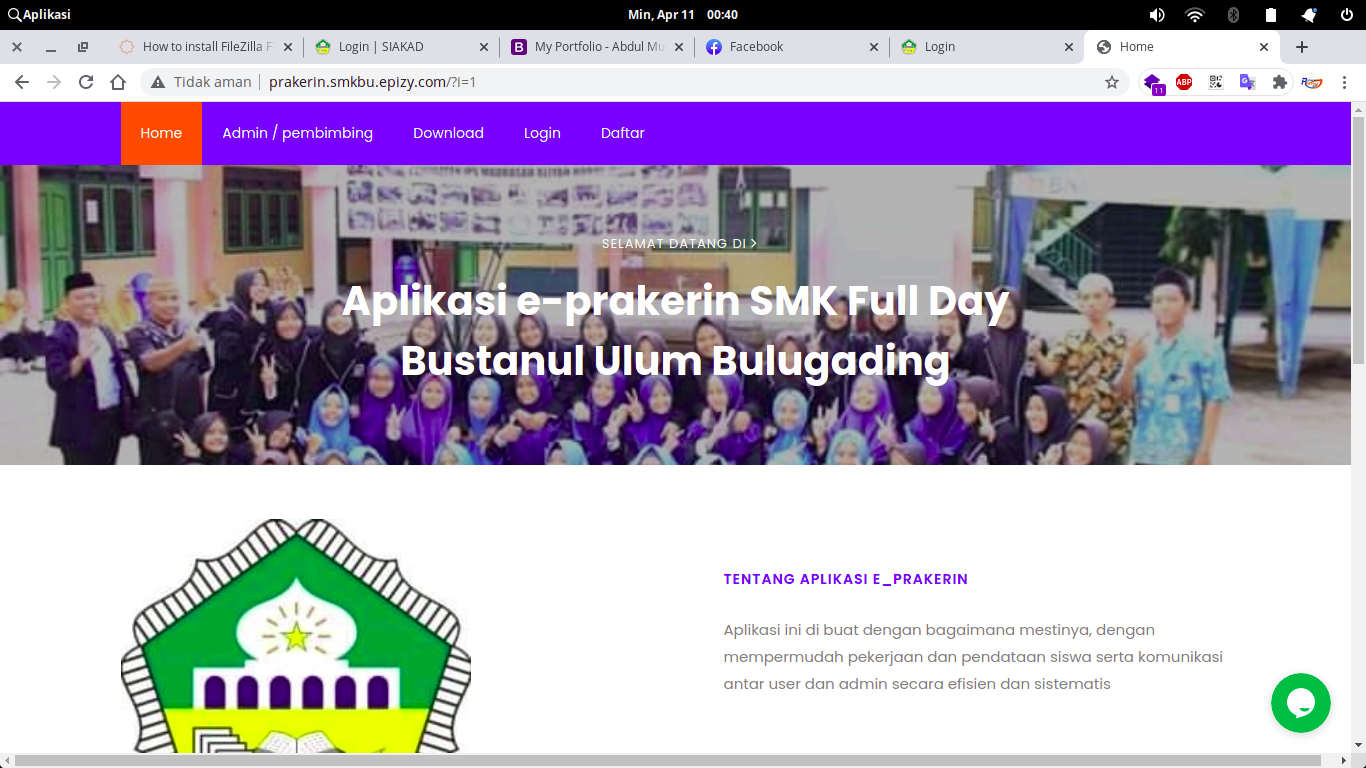 Aplikasi
Min, Apr 11 00:40
How to install FileZilla F
Login | SIAKAD
My Portfolio - Abdul Mu
Facebook
Login
Home
Tidak aman
prakerin.smkbu.epizy.com/?i=1
11
ABP
Home
Admin / pembimbing
Download
Login
Daftar
SELAMAT DATANG DI
Aplikasi e-prakerin SMK Full Day
Bustanul Ulum Bulugading
TENTANG APLIKASI E_PRAKERIN
Aplikasi ini di buat dengan bagaimana mestinya, dengan
mempermudah pekerjaan dan pendataan siswa serta komunikasi
antar user dan admin secara efisien dan sistematis